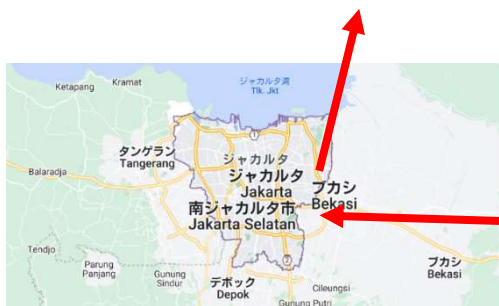 Ketapang
Kramat
ジャカルタ湾
Tlk. Jkt
1
タンゲラン
Tangerang
Balaradja
ジャカルタ
ジャカルタ
Jakarta
ブカシ
Bekasi
南ジャカルタ市
Jakarta Selatan
Tendjo
Parung
Panjang
Gunung
Sindur
デポック
Depok
2
Cileungsi
Gunung Putri
ブカシ
Bekasi